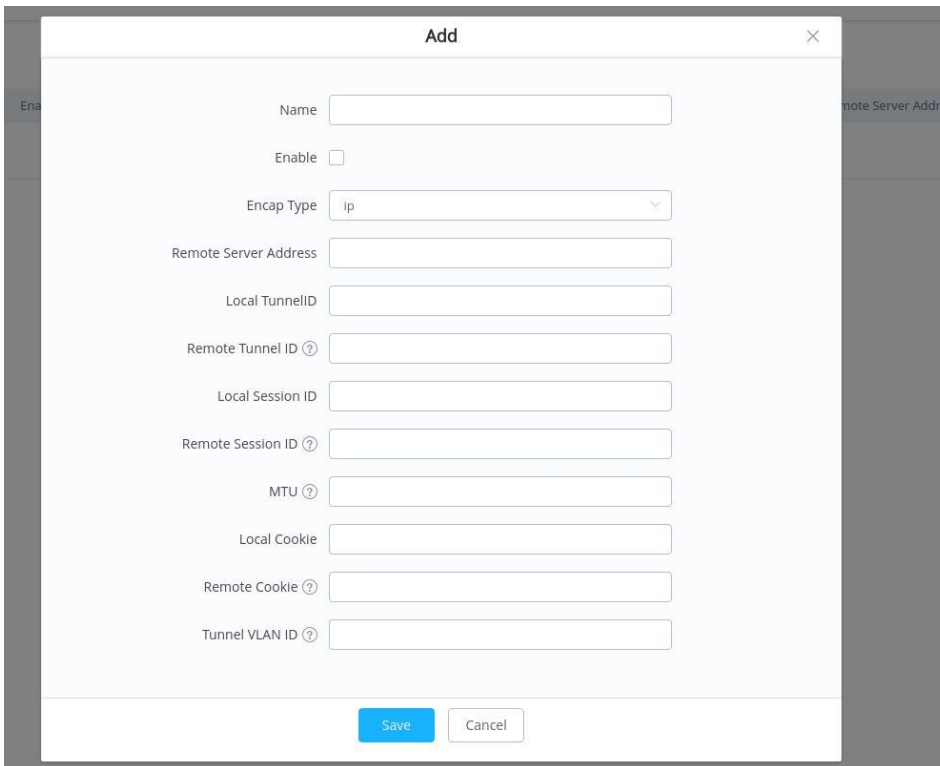 Add
Ena
mote Server Addr
Name
Enable
Encap Type ip
Remote Server Address
Local TunnelID
Remote Tunnel ID ?
Local Session ID
Remote Session ID ?
MTU ?
Local Cookie
Remote Cookie ?
Tunnel VLAN ID ?
Save Cancel